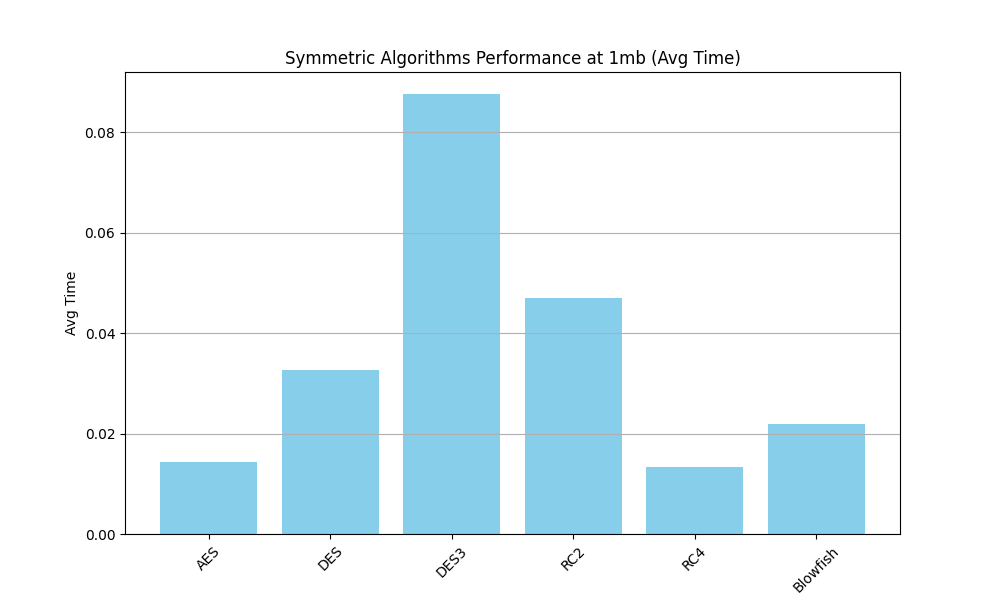 Symmetric Algorithms Performance at 1mb (Avg Time)
Avg Time
0.08
0.06
0.04
0.02
0.00
AES
DES
DES3
RC2
RC4
Blowfish